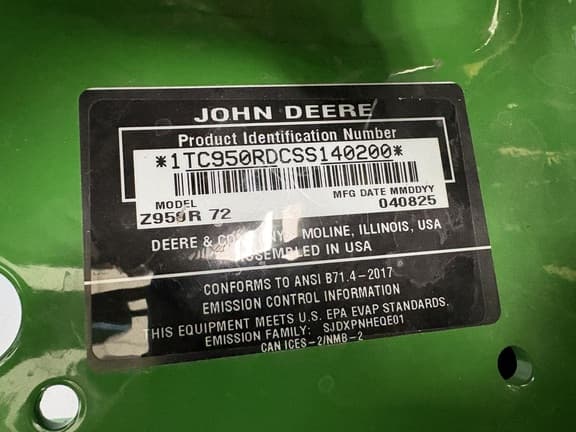 JOHN DEERE
Product Identification Number
*1TC950RDCSS140200*
MODEL
MFG DATE MMDDYY
72
040825
DEERE & COMPANY, MOLINE, ILLINOIS, USA
ASSEMBLED IN USA
CONFORMS TO ANSI B71.4-2017
EMISSION CONTROL INFORMATION
THIS EQUIPMENT MEETS U.S. EPA EVAP STANDARDS.
EMISSION FAMILY: SJDXPNHEQE01
CAN ICES-2/NMB-2